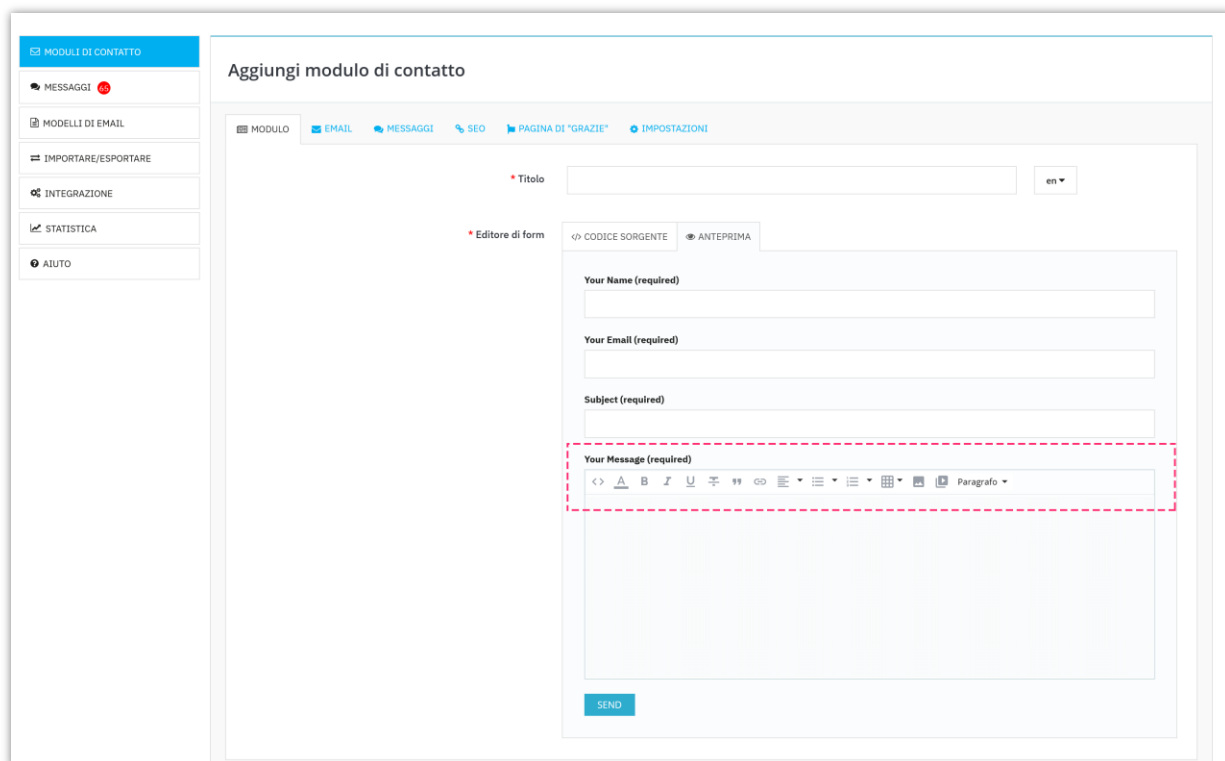 MODULI DI CONTATTO
MESSAGGI 65
MODELLI DI EMAIL
IMPORTARE/ESPORTARE
INTEGRAZIONE
STATISTICA
AIUTO
Aggiungi modulo di contatto
MODULO EMAIL MESSAGGI SEO PAGINA DI "GRAZIE" IMPOSTAZIONI
* Titolo
en
* Editore di form
</> CODICE SORGENTE ANTEPRIMA
Your Name (required)
Your Email (required)
Subject (required)
Your Message (required)
<> A B I U T Paragrafo
SEND